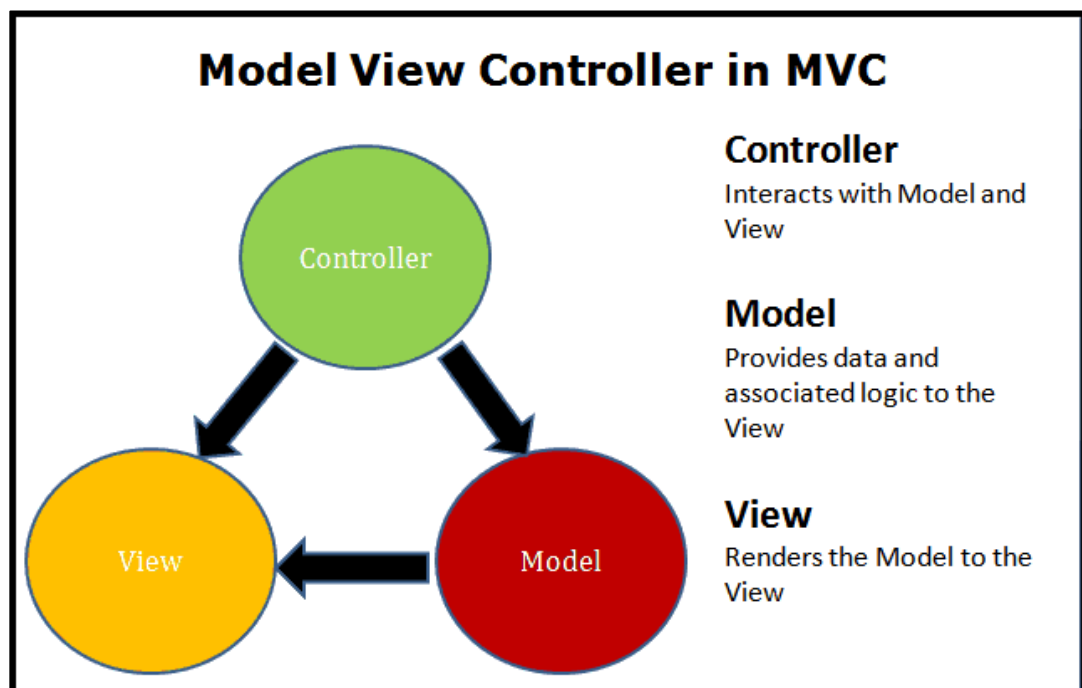 Model View Controller in MVC
Controller
View
Model
Controller
Interacts with Model and
View
Model
Provides data and
associated logic to the
View
View
Renders the Model to the
View